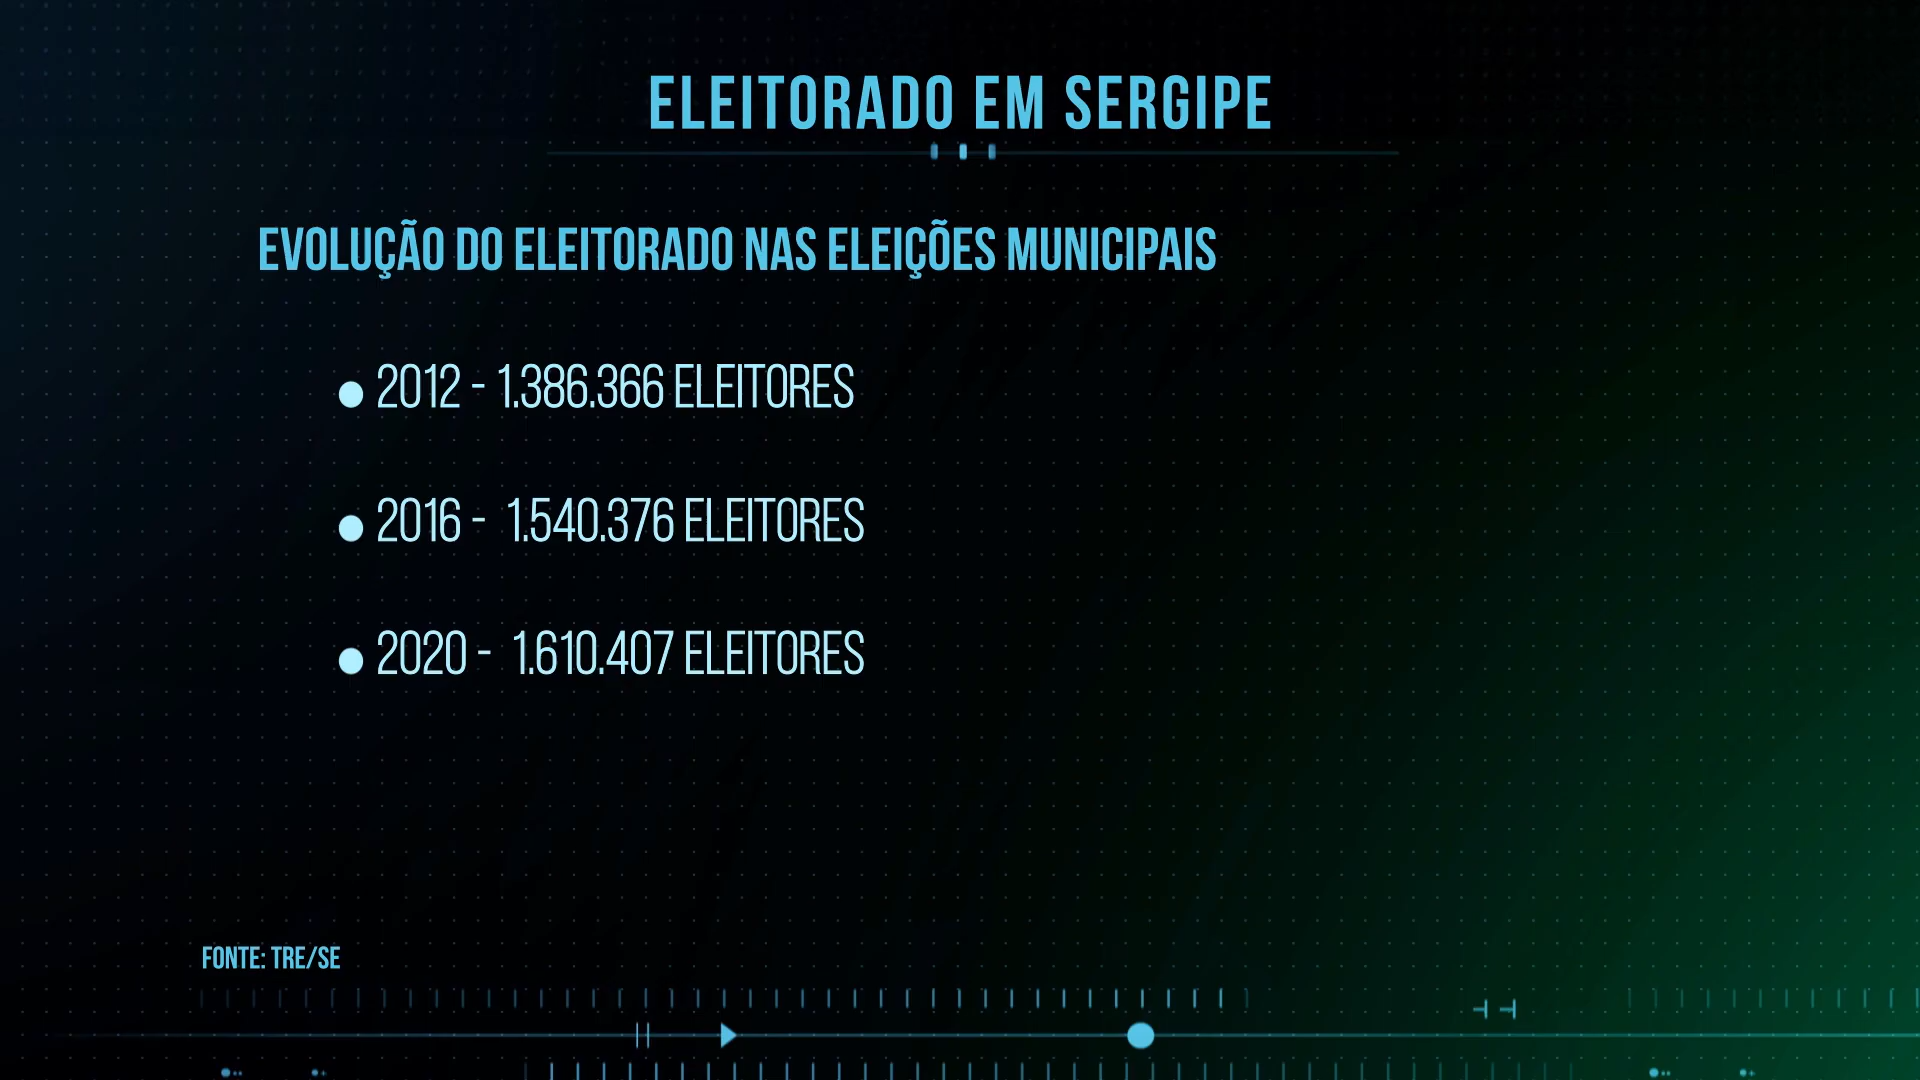 ELEITORADO EM SERGIPE
EVOLUÇÃO DO ELEITORADO NAS ELEIÇÕES MUNICIPAIS
● 2012 - 1.386.366 ELEITORES
● 2016 - 1.540.376 ELEITORES
● 2020 - 1.610.407 ELEITORES
FONTE: TRE/SE